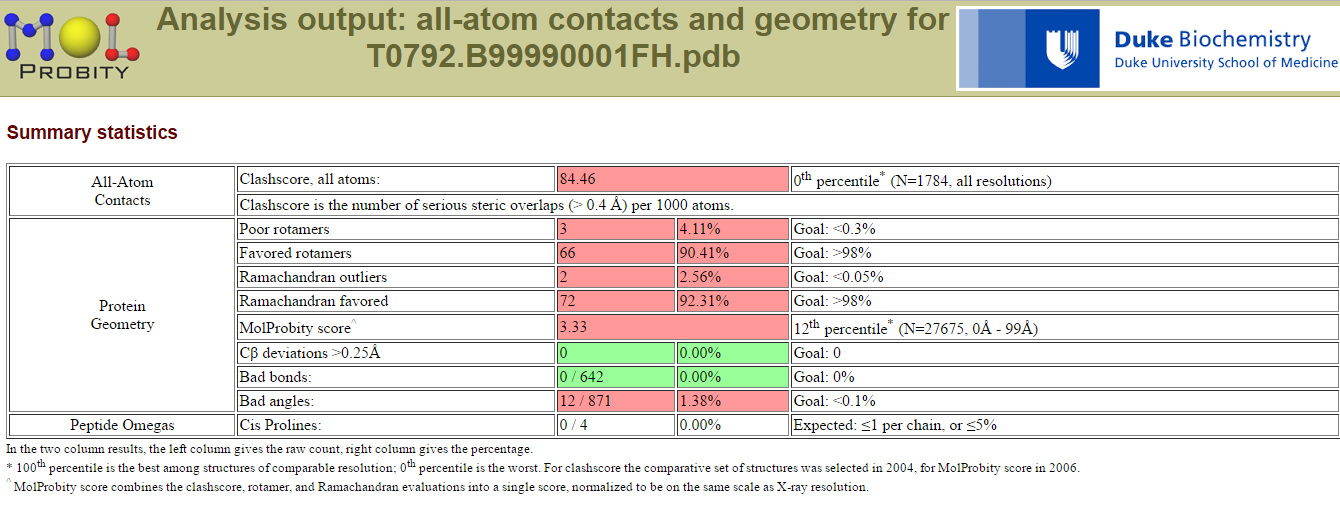 MOL
PROBITY
Analysis output: all-atom contacts and geometry for
T0792.B99990001FH.pdb
Duke Biochemistry
Duke University School of Medicine
Summary statistics
All-Atom
Contacts
Clashscore, all atoms: 84.46 0th percentile* (N=1784, all resolutions)
Clashscore is the number of serious steric overlaps (> 0.4 Å) per 1000 atoms.
Protein
Geometry
Poor rotamers 3 4.11% Goal: <0.3%
Favored rotamers 66 90.41% Goal: >98%
Ramachandran outliers 2 2.56% Goal: <0.05%
Ramachandran favored 72 92.31% Goal: >98%
MolProbity score^ 3.33 12th percentile* (N=27675, 0Å - 99Å)
Cβ deviations >0.25Å 0 0.00% Goal: 0
Bad bonds: 0 / 642 0.00% Goal: 0%
Bad angles: 12 / 871 1.38% Goal: <0.1%
Peptide Omegas Cis Prolines: 0 / 4 0.00% Expected: ≤1 per chain, or ≤5%
In the two column results, the left column gives the raw count, right column gives the percentage.
* 100th percentile is the best among structures of comparable resolution; 0th percentile is the worst. For clashscore the comparative set of structures was selected in 2004, for MolProbity score in 2006.
^ MolProbity score combines the clashscore, rotamer, and Ramachandran evaluations into a single score, normalized to be on the same scale as X-ray resolution.